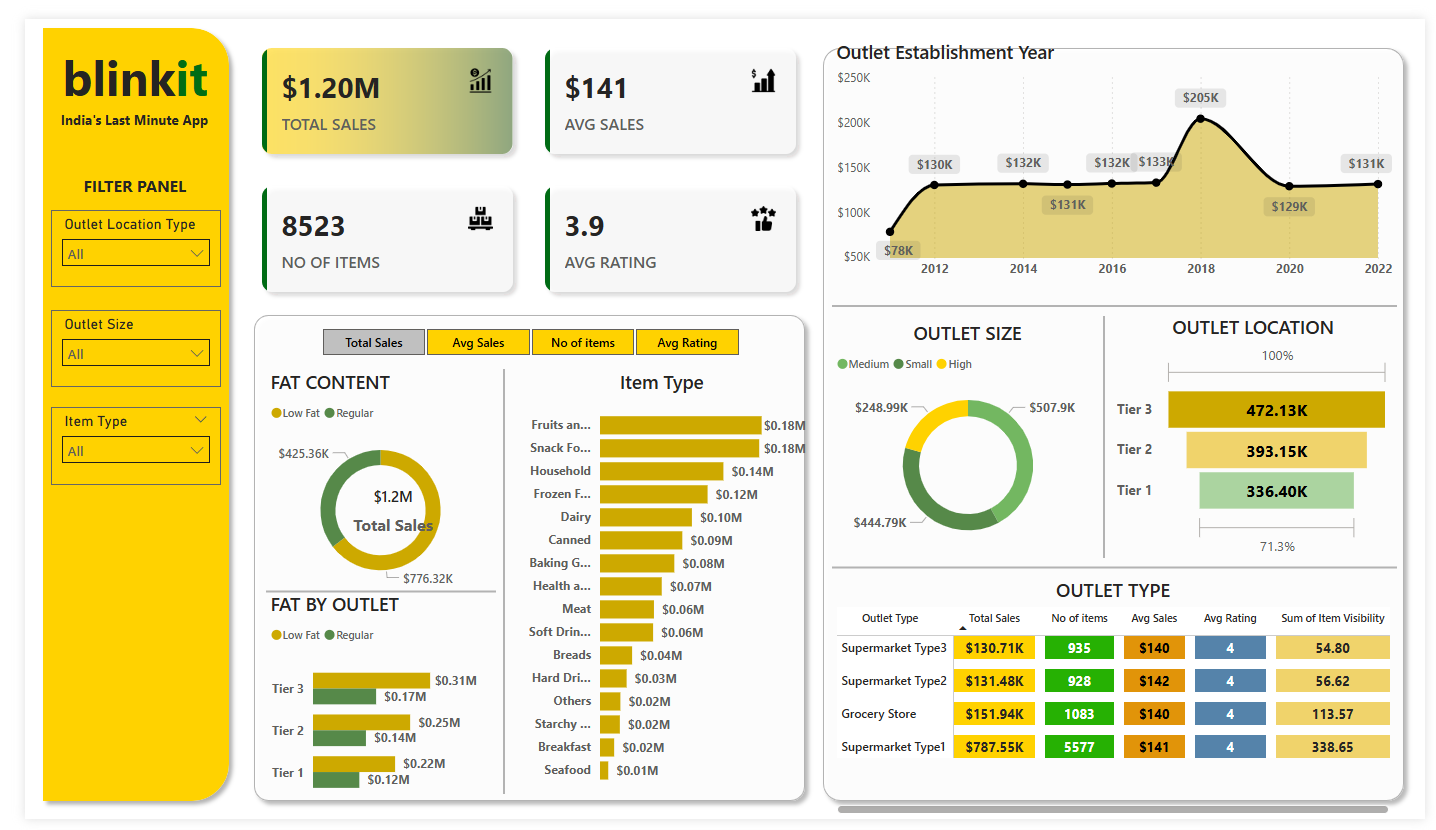 blinkit
India's Last Minute App
FILTER PANEL
Outlet Location Type
All
Outlet Size
All
Item Type
All
$1.20M
TOTAL SALES
$141
AVG SALES
8523
NO OF ITEMS
3.9
AVG RATING
Total Sales
Avg Sales
No of items
Avg Rating
FAT CONTENT
Low Fat Regular
$425.36K
$1.2M
Total Sales
$776.32K
FAT BY OUTLET
Low Fat Regular
Tier 3 $0.31M
$0.17M
Tier 2 $0.25M
$0.14M
Tier 1 $0.22M
$0.12M
Item Type
Fruits an... $0.18M
Snack Fo... $0.18M
Household $0.14M
Frozen F... $0.12M
Dairy $0.10M
Canned $0.09M
Baking G... $0.08M
Health a... $0.07M
Meat $0.06M
Soft Drin... $0.06M
Breads $0.04M
Hard Dri... $0.03M
Others $0.02M
Starchy ... $0.02M
Breakfast $0.02M
Seafood $0.01M
Outlet Establishment Year
$250K
$200K
$150K
$100K
$50K
$78K
$130K
$132K
$131K
$132K
$133K
$205K
$129K
$131K
2012 2014 2016 2018 2020 2022
OUTLET SIZE
Medium Small High
$248.99K
$507.9K
$444.79K
OUTLET LOCATION
100%
Tier 3 472.13K
Tier 2 393.15K
Tier 1 336.40K
71.3%
OUTLET TYPE
Outlet Type Total Sales No of items Avg Sales Avg Rating Sum of Item Visibility
Supermarket Type3 $130.71K 935 $140 4 54.80
Supermarket Type2 $131.48K 928 $142 4 56.62
Grocery Store $151.94K 1083 $140 4 113.57
Supermarket Type1 $787.55K 5577 $141 4 338.65